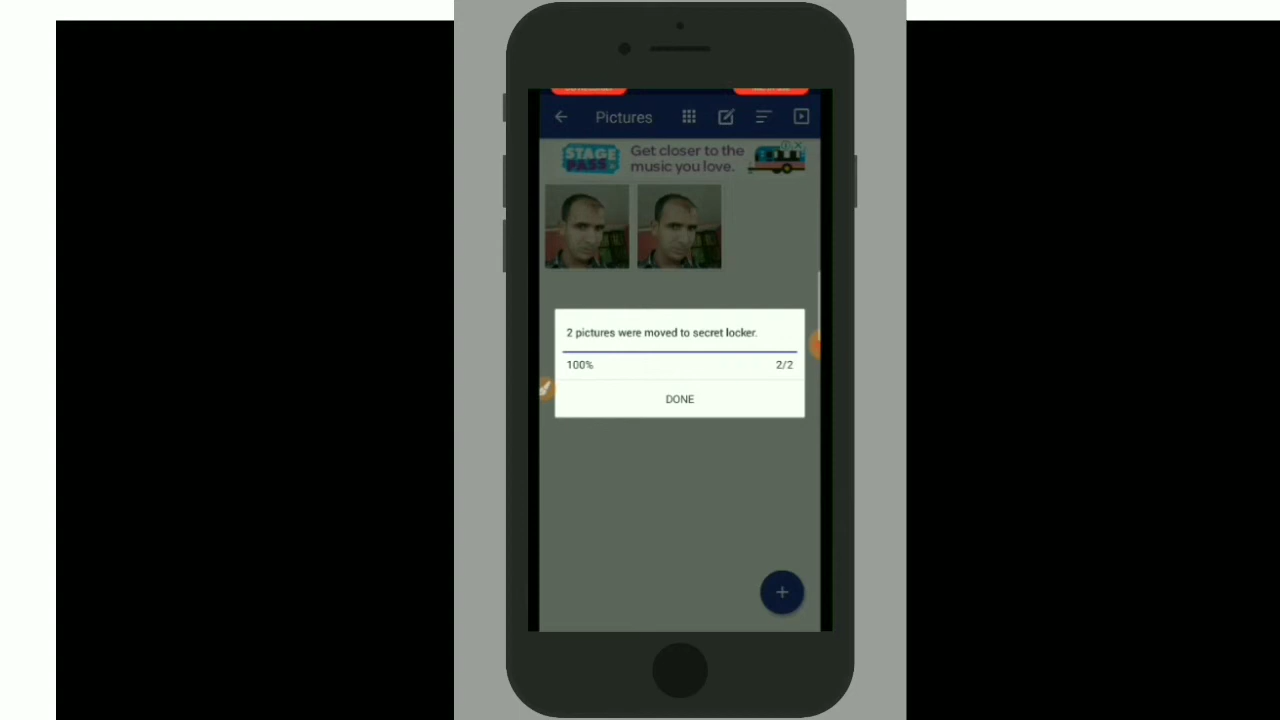 Pictures
STAGE
PASS
Get closer to the
music you love.
2 pictures were moved to secret locker.
100%
2/2
DONE